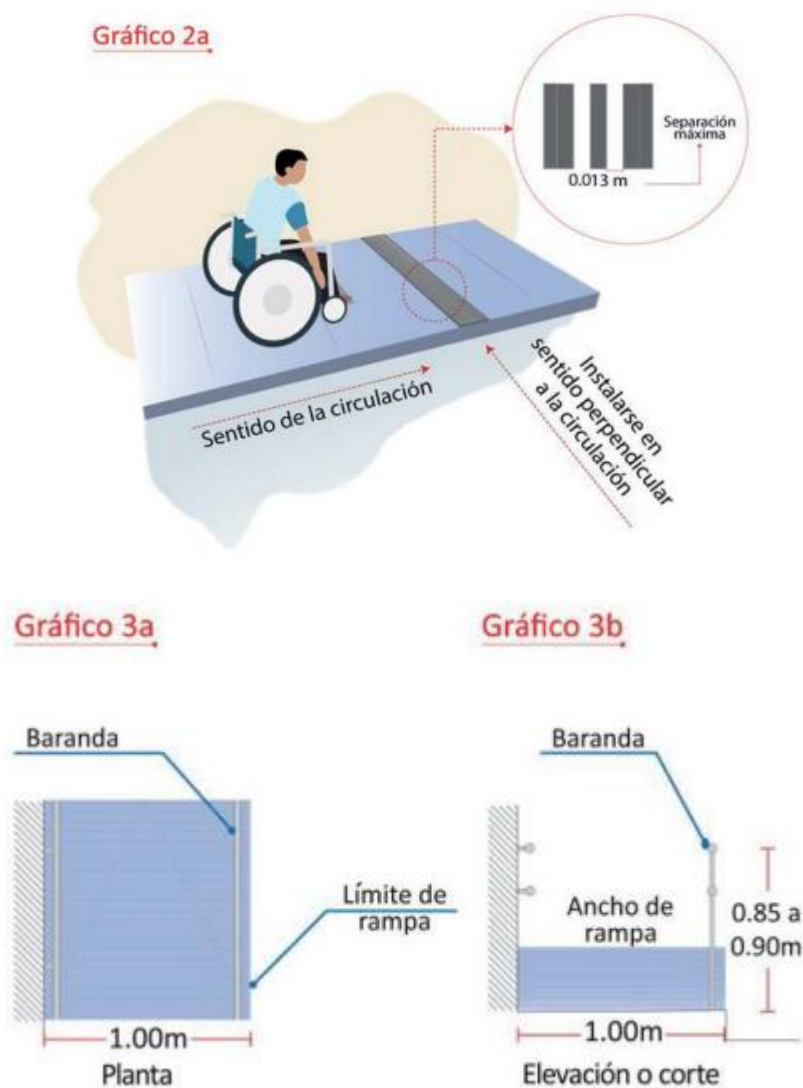 Gráfico 2a
Separación
máxima
0.013 m
Sentido de la circulación
Instalarse en
sentido perpendicular
a la circulación
Gráfico 3a
Baranda
Límite de
rampa
1.00m
Planta
Gráfico 3b
Baranda
Ancho de
rampa
0.85 a
0.90m
1.00m
Elevación o corte